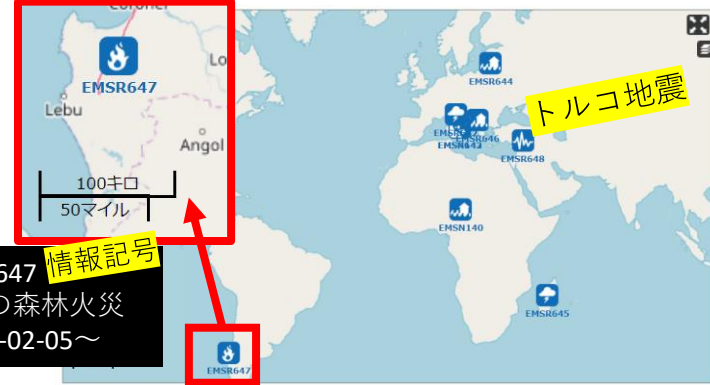 EMSR647
Lebu
Angol
100キロ
50マイル
647 情報記号
の森林火災
-02-05～
EMSR644
トルコ地震
EMSR646
EMSR648
EMSN140
EMSR645
EMSR647